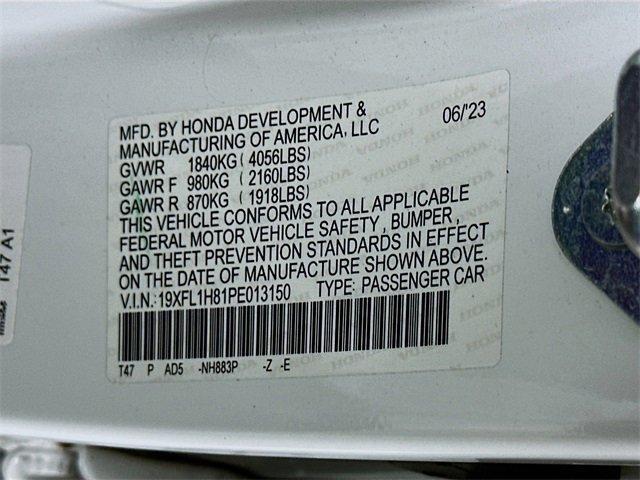 MFD. BY HONDA DEVELOPMENT & 06/'23
MANUFACTURING OF AMERICA, LLC
GVWR 1840KG ( 4056LBS)
GAWR F 980KG ( 2160LBS)
GAWR R 870KG ( 1918LBS)
THIS VEHICLE CONFORMS TO ALL APPLICABLE
FEDERAL MOTOR VEHICLE SAFETY , BUMPER,
AND THEFT PREVENTION STANDARDS IN EFFECT
ON THE DATE OF MANUFACTURE SHOWN ABOVE.
V.I.N.: 19XFL1H81PE013150 TYPE: PASSENGER CAR
T47 P AD5 -NH883P -Z -E
T47 A1